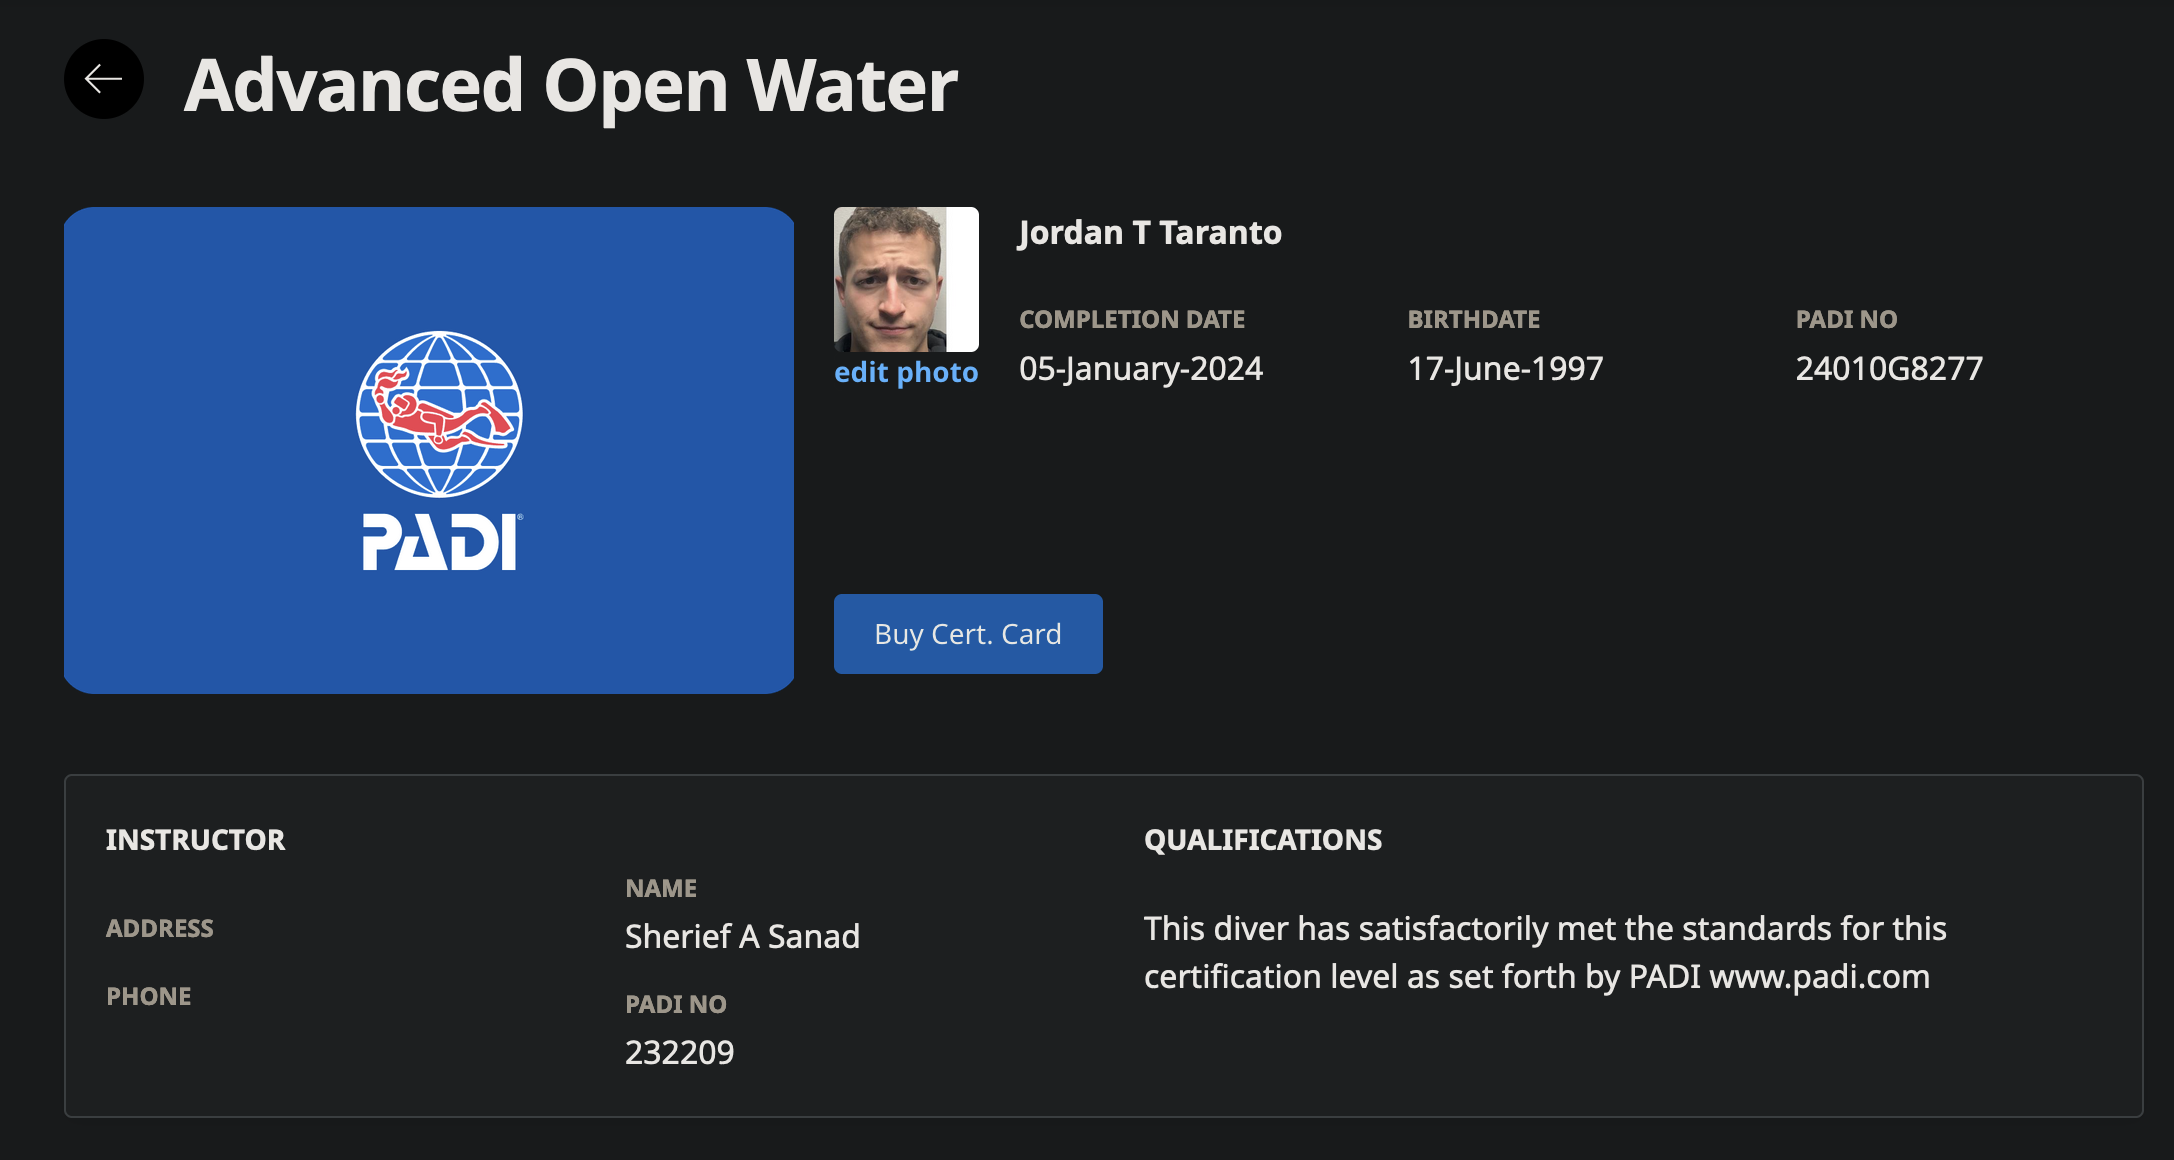 Advanced Open Water
PADI®
edit photo
Jordan T Taranto
COMPLETION DATE
05-January-2024
BIRTHDATE
17-June-1997
PADI NO
24010G8277
Buy Cert. Card
INSTRUCTOR
ADDRESS
PHONE
NAME
Sherief A Sanad
PADI NO
232209
QUALIFICATIONS
This diver has satisfactorily met the standards for this
certification level as set forth by PADI www.padi.com